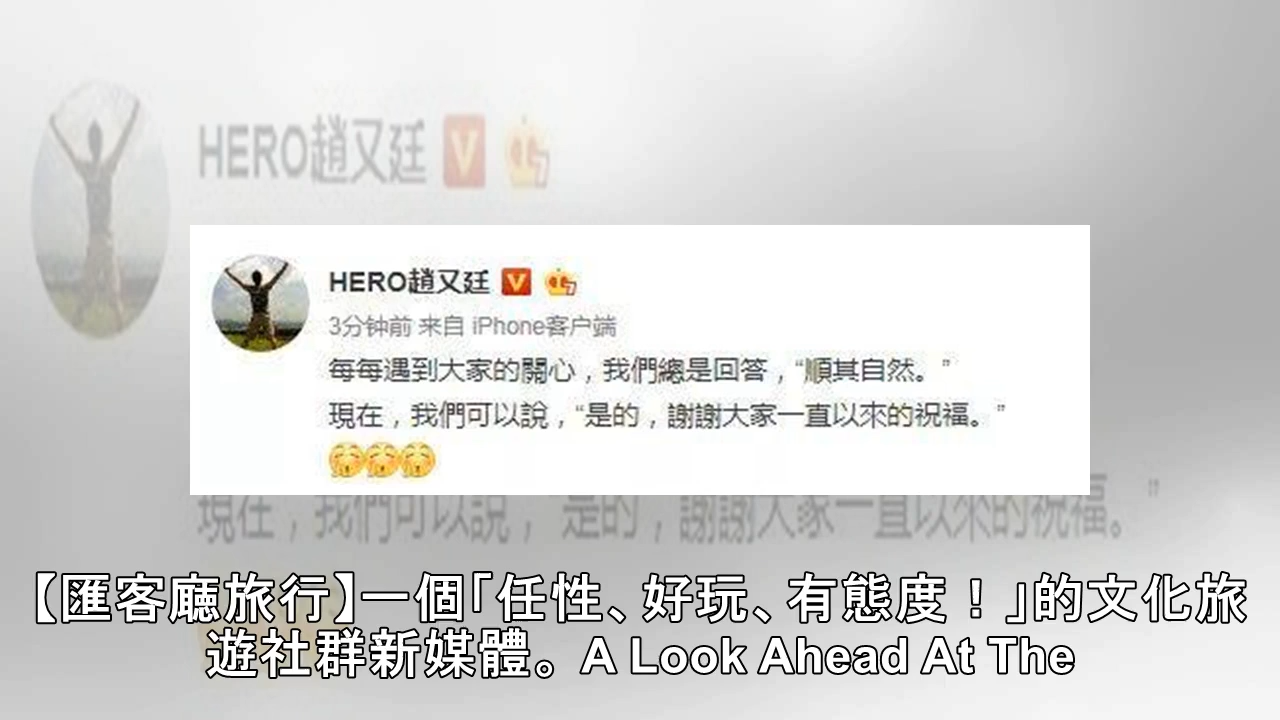 HERO趙又廷
HERO趙又廷
3分钟前 来自 iPhone客户端
每每遇到大家的關心，我們總是回答，“順其自然。”
現在，我們可以說，“是的，謝謝大家一直以來的祝福。”
現在，我們可以說，“是的，謝謝大家一直以來的祝福。”
【匯客廳旅行】一個「任性、好玩、有態度！」的文化旅
遊社群新媒體。A Look Ahead At The